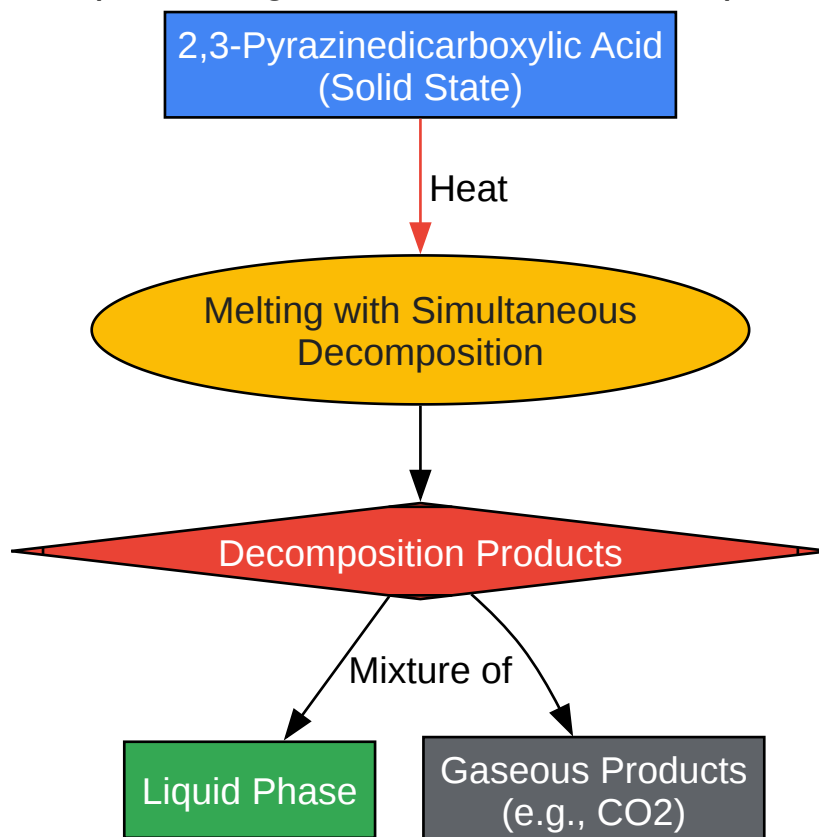 2,3-Pyrazinedicarboxylic Acid
(Solid State)
Heat
Melting with Simultaneous
Decomposition
Decomposition Products
Mixture of
Liquid Phase
Gaseous Products
(e.g., CO2)